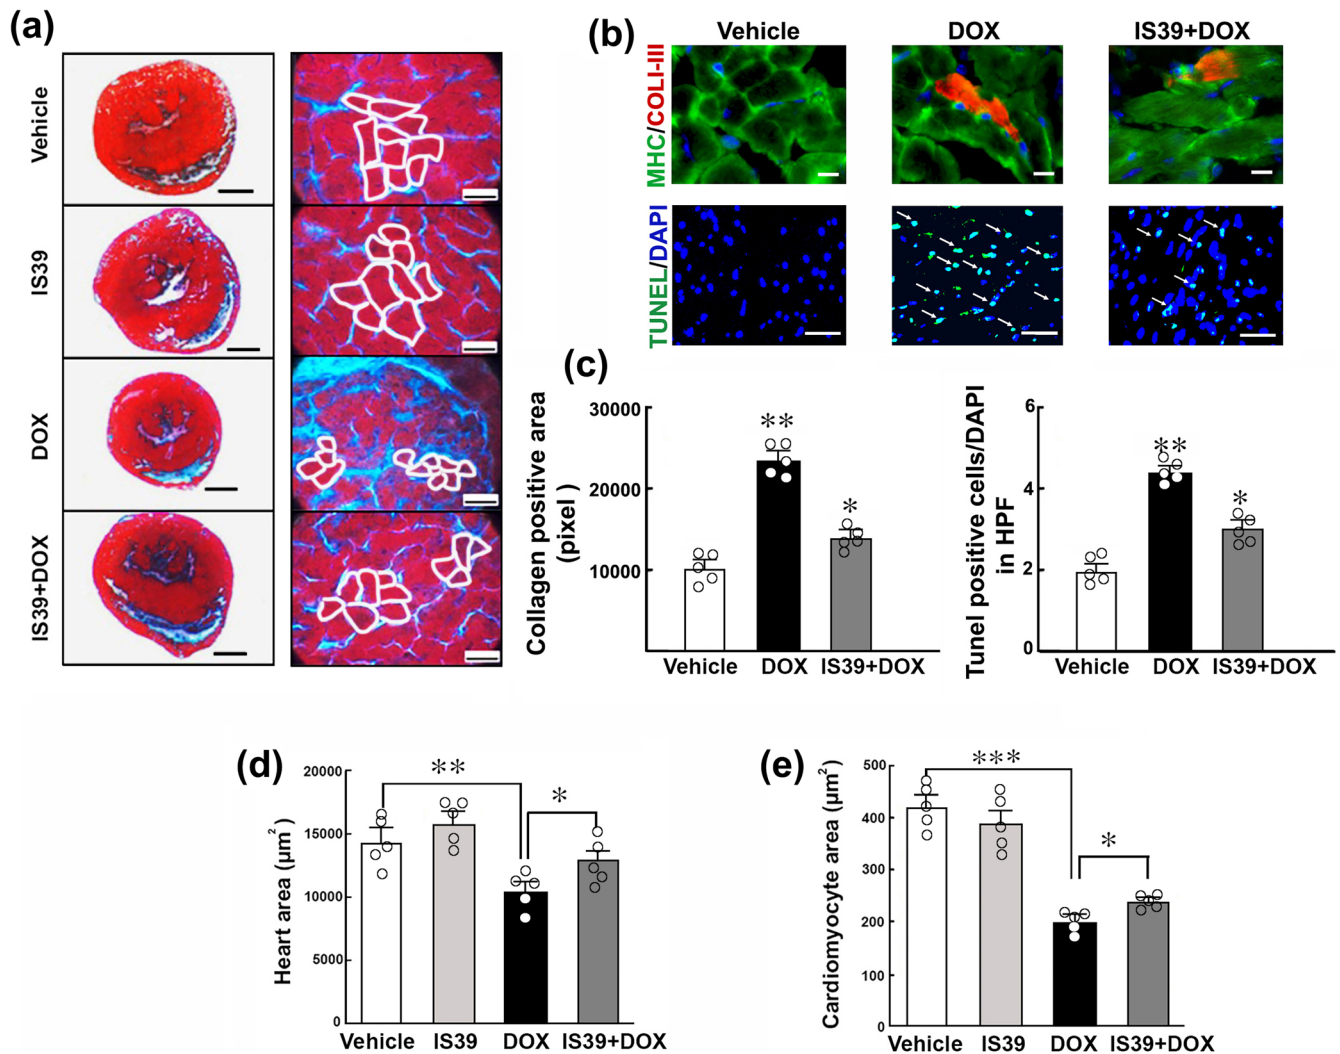 (a)
Vehicle
IS39
DOX
IS39+DOX
(b)
Vehicle
DOX
IS39+DOX
MHC/COLI-III
TUNEL/DAPI
(c)
Collagen positive area
(pixel )
30000
20000
10000
**
*
Vehicle
DOX
IS39+DOX
Tunel positive cells/DAPI
in HPF
6
4
2
0
**
*
Vehicle
DOX
IS39+DOX
(d)
Heart area (µm²)
20000
15000
10000
5000
0
**
*
Vehicle
IS39
DOX
IS39+DOX
(e)
Cardiomyocyte area (µm²)
500
400
300
200
100
0
***
*
Vehicle
IS39
DOX
IS39+DOX